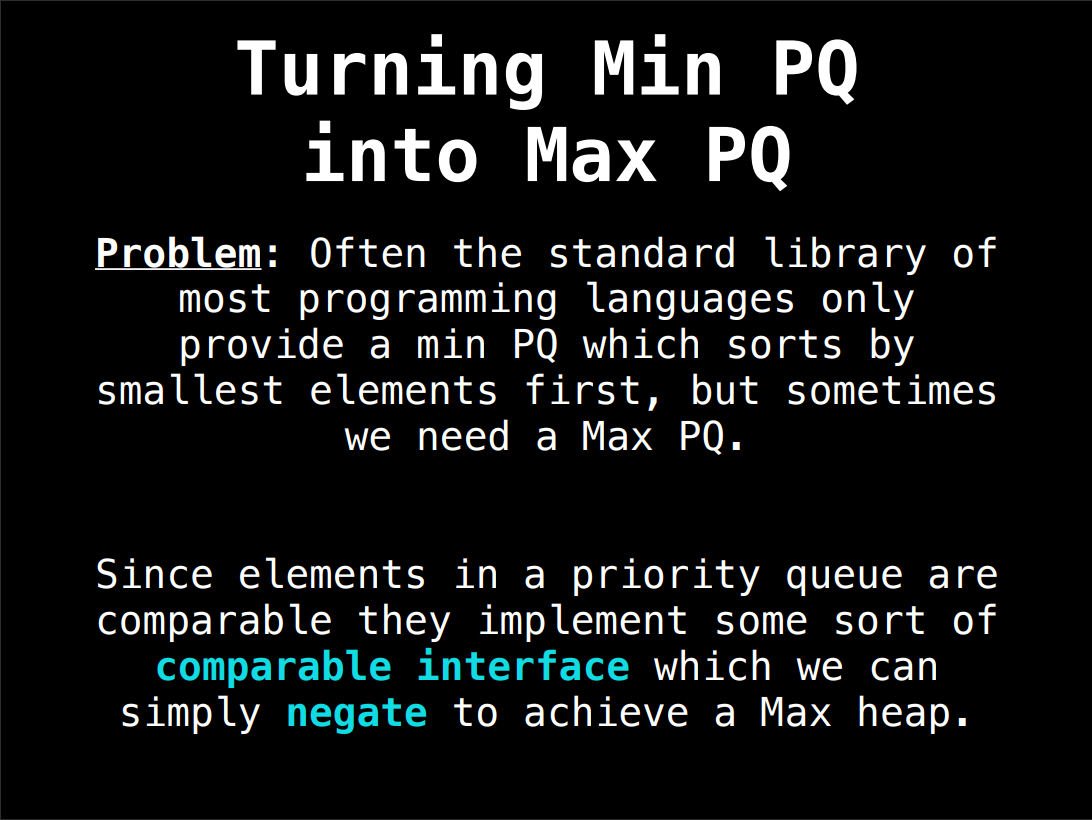 Turning Min PQ
into Max PQ
Problem: Often the standard library of
most programming languages only
provide a min PQ which sorts by
smallest elements first, but sometimes
we need a Max PQ.
Since elements in a priority queue are
comparable they implement some sort of
comparable interface which we can
simply negate to achieve a Max heap.